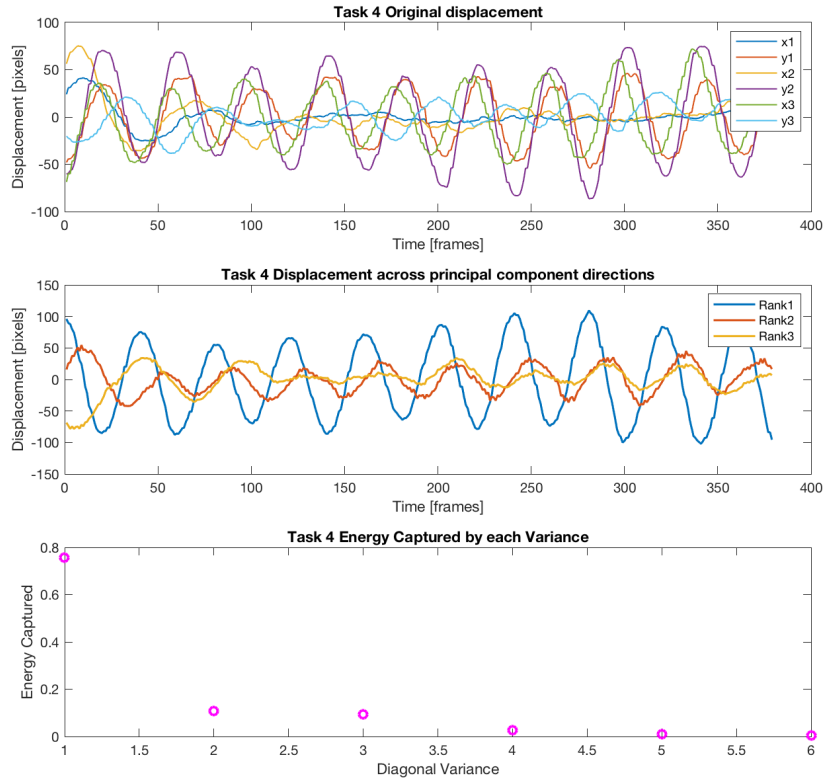 Task 4 Original displacement
Displacement [pixels]
100
50
0
-50
-100
x1
y1
x2
y2
x3
y3
0
50
100
150
200
250
300
350
400
Time [frames]
Task 4 Displacement across principal component directions
Displacement [pixels]
150
100
50
0
-50
-100
-150
Rank1
Rank2
Rank3
0
50
100
150
200
250
300
350
400
Time [frames]
Task 4 Energy Captured by each Variance
Energy Captured
0.8
0.6
0.4
0.2
0
1
1.5
2
2.5
3
3.5
4
4.5
5
5.5
6
Diagonal Variance